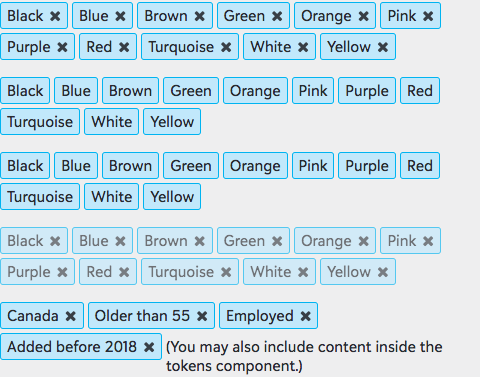 Black ✖ Blue ✖ Brown ✖ Green ✖ Orange ✖ Pink ✖
Purple ✖ Red ✖ Turquoise ✖ White ✖ Yellow ✖
Black Blue Brown Green Orange Pink Purple Red
Turquoise White Yellow
Black Blue Brown Green Orange Pink Purple Red
Turquoise White Yellow
Black ✖ Blue ✖ Brown ✖ Green ✖ Orange ✖ Pink ✖
Purple ✖ Red ✖ Turquoise ✖ White ✖ Yellow ✖
Canada ✖ Older than 55 ✖ Employed ✖
Added before 2018 ✖ (You may also include content inside the
tokens component.)